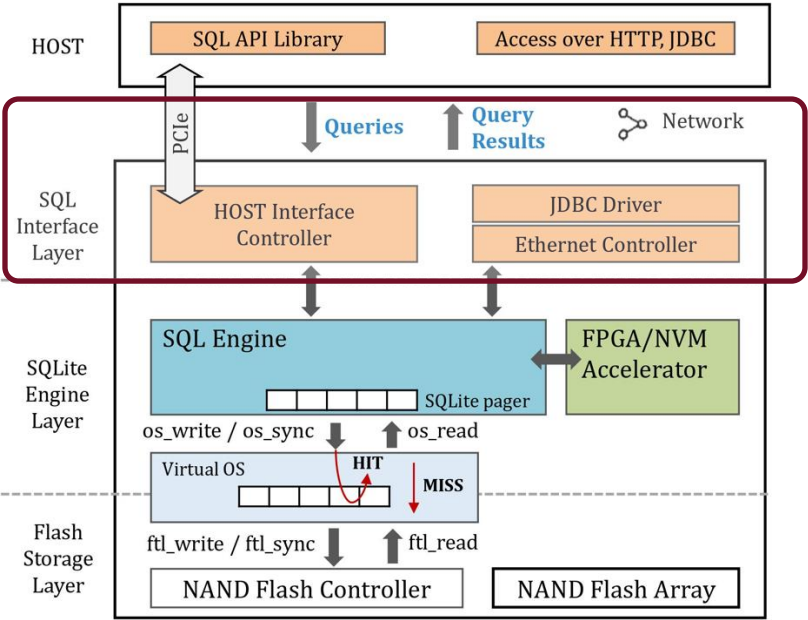 HOST
SQL API Library
Access over HTTP, JDBC
PCIe
Queries
Query
Results
Network
SQL
Interface
Layer
HOST Interface
Controller
JDBC Driver
Ethernet Controller
SQLite
Engine
Layer
SQL Engine
FPGA/NVM
Accelerator
SQLite pager
os_write / os_sync
os_read
Virtual OS
HIT
MISS
Flash
Storage
Layer
ftl_write / ftl_sync
ftl_read
NAND Flash Controller
NAND Flash Array